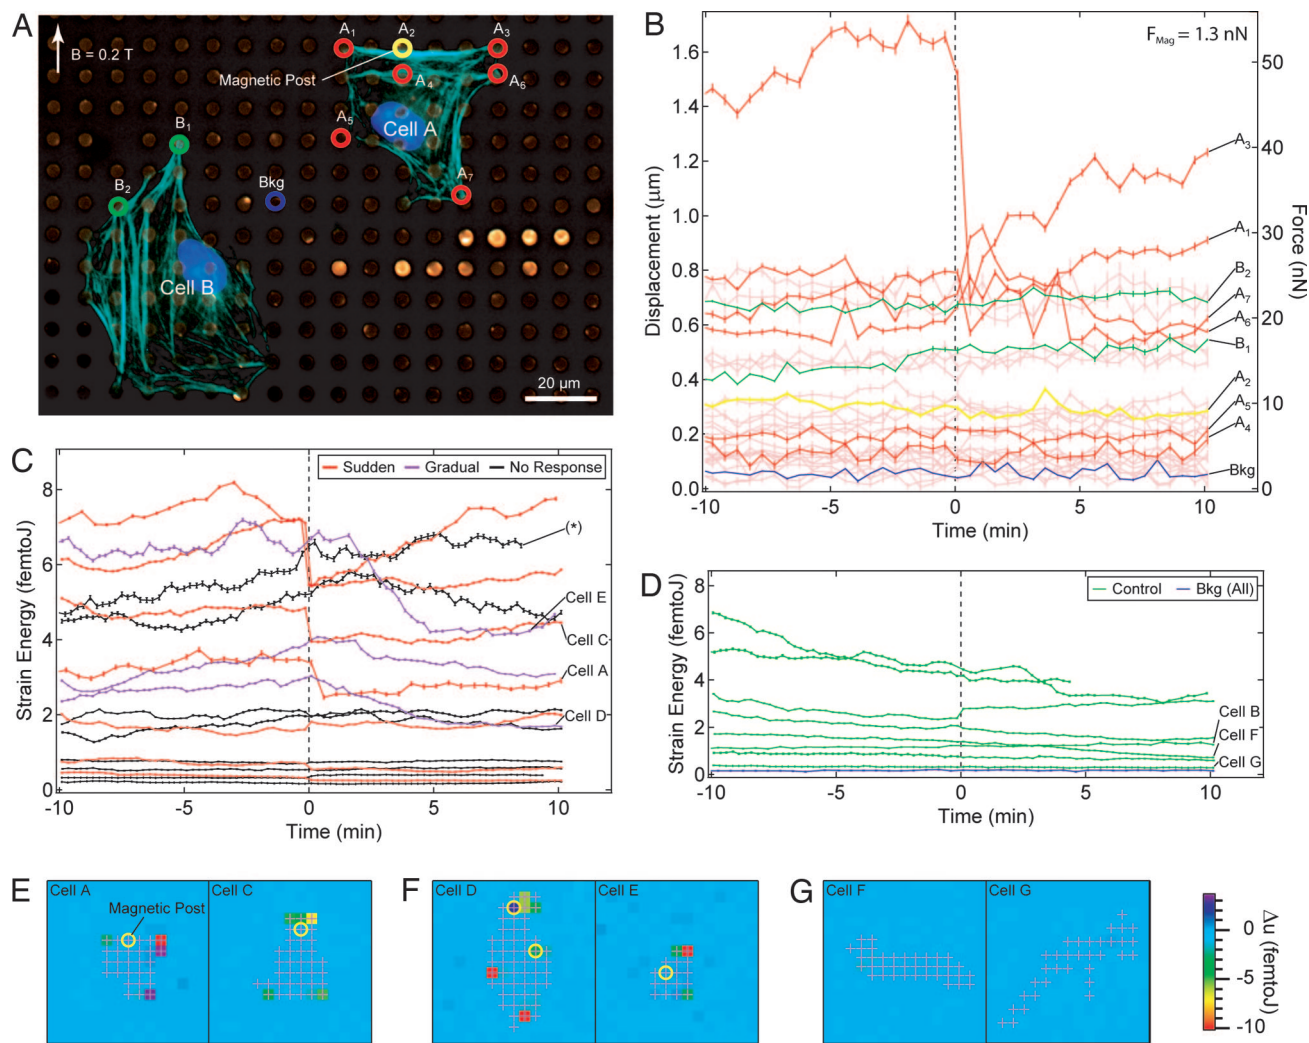 A
B = 0.2 T
Magnetic Post
A1
A2
A3
A4
A6
A5
Cell A
A7
B1
B2
Bkg
Cell B
20 µm
B
FMag = 1.3 nN
Displacement (µm)
1.6
1.4
1.2
1.0
0.8
0.6
0.4
0.2
0.0
50
40
30
20
10
0
Force (nN)
A3
A1
B2
A7
A6
B1
A2
A5
A4
Bkg
-10
-5
0
5
10
Time (min)
C
Sudden
Gradual
No Response
Strain Energy (femtoJ)
8
6
4
2
0
(*)
Cell E
Cell C
Cell A
Cell D
-10
-5
0
5
10
Time (min)
D
Control
Bkg (All)
Strain Energy (femtoJ)
8
6
4
2
0
Cell B
Cell F
Cell G
-10
-5
0
5
10
Time (min)
E
Cell A
Magnetic Post
Cell C
F
Cell D
Cell E
G
Cell F
Cell G
0
-5
-10
Δu (femtoJ)